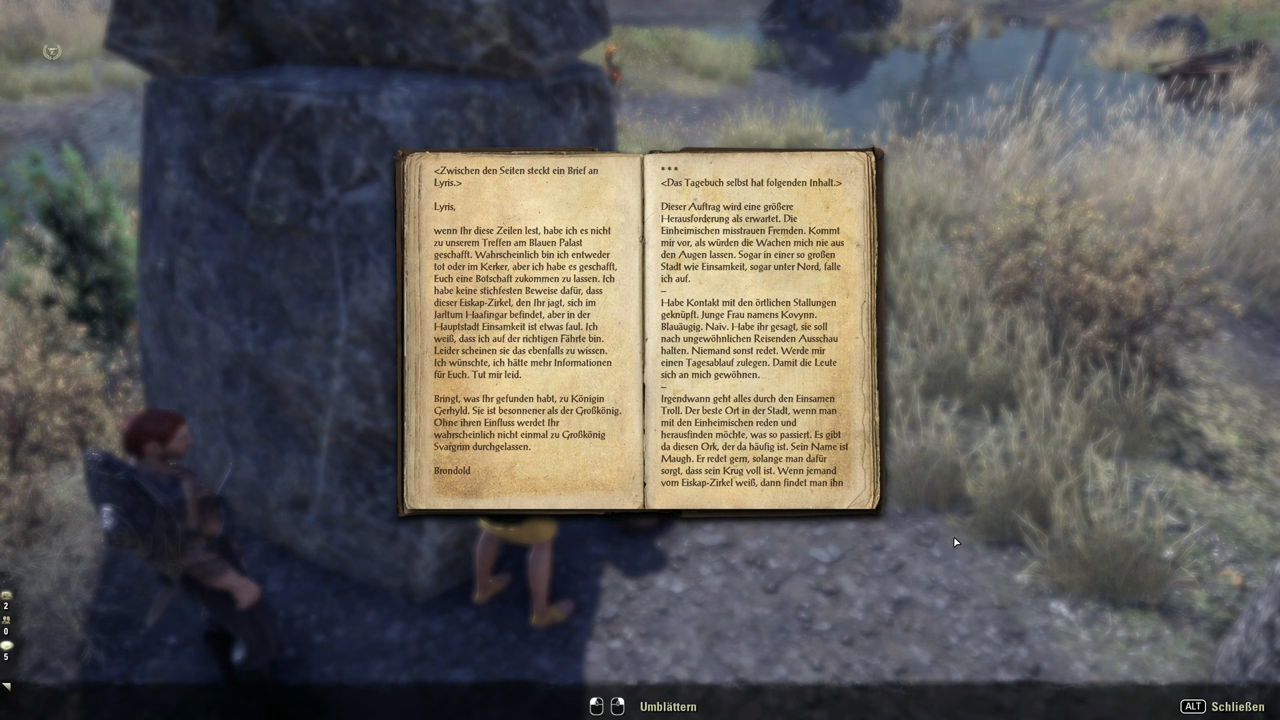 <Zwischen den Seiten steckt ein Brief an
Lyris.>
Lyris,
wenn Ihr diese Zeilen lest, habe ich es nicht
zu unserem Treffen am Blauen Palast
geschafft. Wahrscheinlich bin ich entweder
tot oder im Kerker, aber ich habe es geschafft,
Euch eine Botschaft zukommen zu lassen. Ich
habe keine stichfesten Beweise dafür, dass
dieser Eiskap-Zirkel, den Ihr jagt, sich im
Jarltum Haafingar befindet, aber in der
Hauptstadt Einsamkeit ist etwas faul. Ich
weiß, dass ich auf der richtigen Fährte bin.
Leider scheinen sie das ebenfalls zu wissen.
Ich wünschte, ich hätte mehr Informationen
für Euch. Tut mir leid.
Bringt, was Ihr gefunden habt, zu Königin
Gerhyld. Sie ist besonnener als der Großkönig.
Ohne ihren Einfluss werdet Ihr
wahrscheinlich nicht einmal zu Großkönig
Svargrim durchgelassen.
Brondold
* * *
<Das Tagebuch selbst hat folgenden Inhalt.>
Dieser Auftrag wird eine größere
Herausforderung als erwartet. Die
Einheimischen misstrauen Fremden. Kommt
mir vor, als würden die Wachen mich nie aus
den Augen lassen. Sogar in einer so großen
Stadt wie Einsamkeit, sogar unter Nord, falle
ich auf.
–
Habe Kontakt mit den örtlichen Stallungen
geknüpft. Junge Frau namens Kovynn.
Blauäugig. Naiv. Habe ihr gesagt, sie soll
nach ungewöhnlichen Reisenden Ausschau
halten. Niemand sonst redet. Werde mir
einen Tagesablauf zulegen. Damit die Leute
sich an mich gewöhnen.
–
Irgendwann geht alles durch den Einsamen
Troll. Der beste Ort in der Stadt, wenn man
mit den Einheimischen reden und
herausfinden möchte, was so passiert. Es gibt
da diesen Ork, der da häufig ist. Sein Name ist
Maugh. Er redet gern, solange man dafür
sorgt, dass sein Krug voll ist. Wenn jemand
vom Eiskap-Zirkel weiß, dann findet man ihn
2
0
5
Umblättern
ALT Schließen